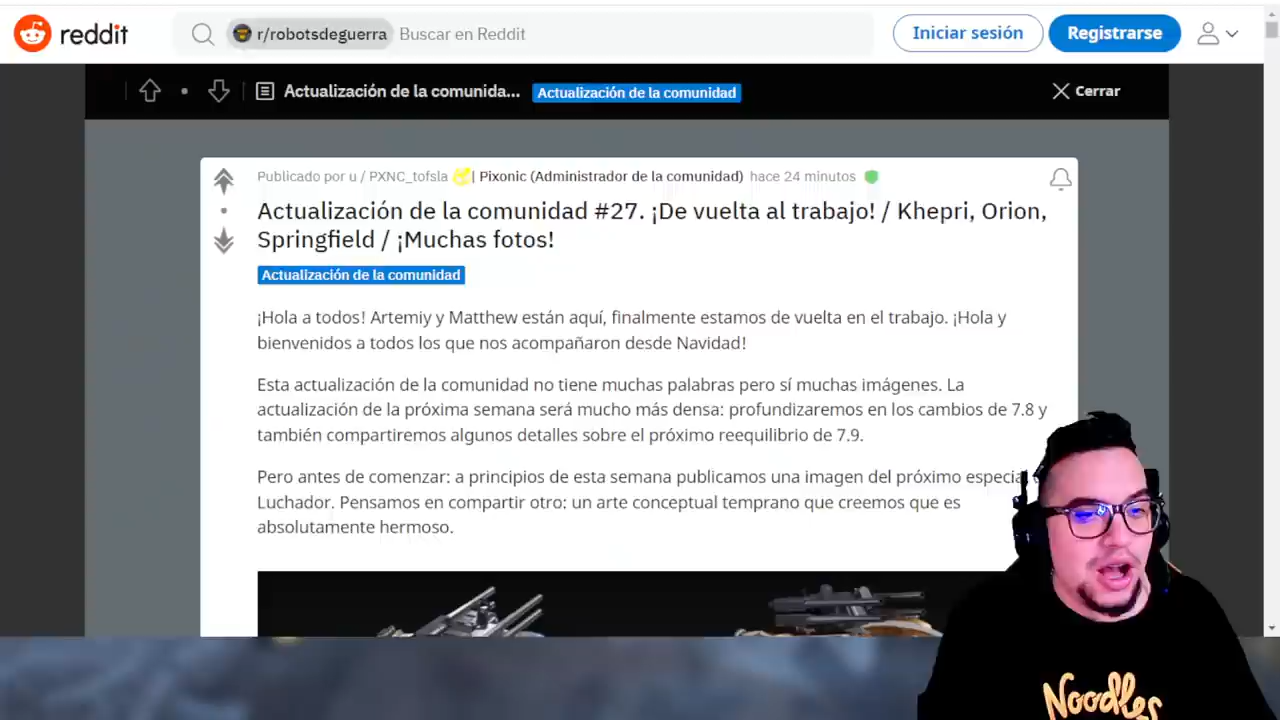 reddit
r/robotsdeguerra
Buscar en Reddit
Iniciar sesión
Registrarse
Actualización de la comunida...
Actualización de la comunidad
Cerrar
Publicado por u / PXNC_tofsla | Pixonic (Administrador de la comunidad) hace 24 minutos
Actualización de la comunidad #27. ¡De vuelta al trabajo! / Khepri, Orion,
Springfield / ¡Muchas fotos!
Actualización de la comunidad
¡Hola a todos! Artemiy y Matthew están aquí, finalmente estamos de vuelta en el trabajo. ¡Hola y
bienvenidos a todos los que nos acompañaron desde Navidad!
Esta actualización de la comunidad no tiene muchas palabras pero sí muchas imágenes. La
actualización de la próxima semana será mucho más densa: profundizaremos en los cambios de 7.8 y
también compartiremos algunos detalles sobre el próximo reequilibrio de 7.9.
Pero antes de comenzar: a principios de esta semana publicamos una imagen del próximo especial
Luchador. Pensamos en compartir otro: un arte conceptual temprano que creemos que es
absolutamente hermoso.
Noodles